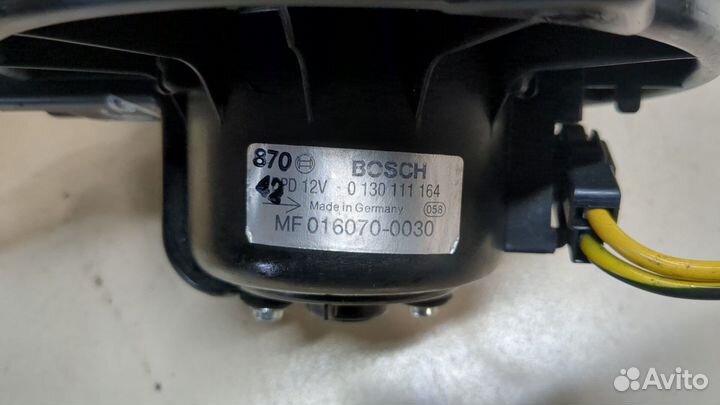 870 BOSCH
42 PD 12V - 0 130 111 164
Made in Germany 058
MF 016070-0030
Avito